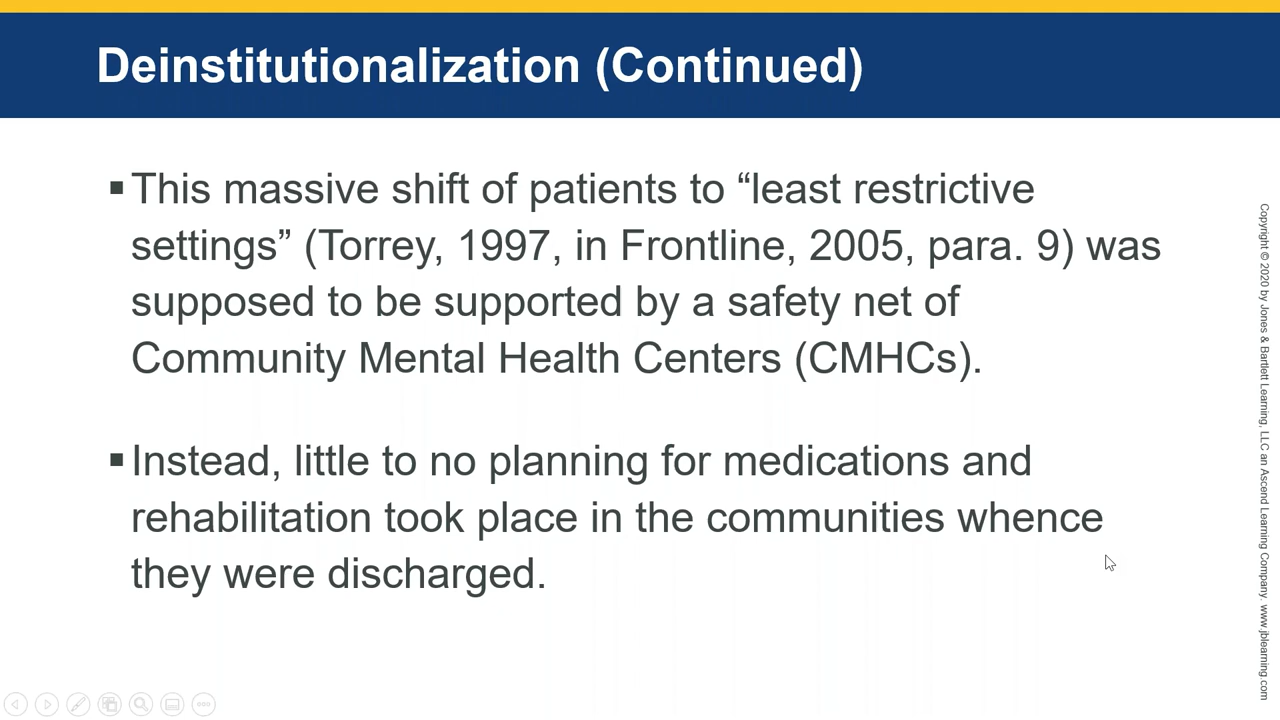 Deinstitutionalization (Continued)
▪This massive shift of patients to “least restrictive
settings” (Torrey, 1997, in Frontline, 2005, para. 9) was
supposed to be supported by a safety net of
Community Mental Health Centers (CMHCs).
▪Instead, little to no planning for medications and
rehabilitation took place in the communities whence
they were discharged.
Copyright © 2020 by Jones & Bartlett Learning, LLC an Ascend Learning Company. www.jblearning.com